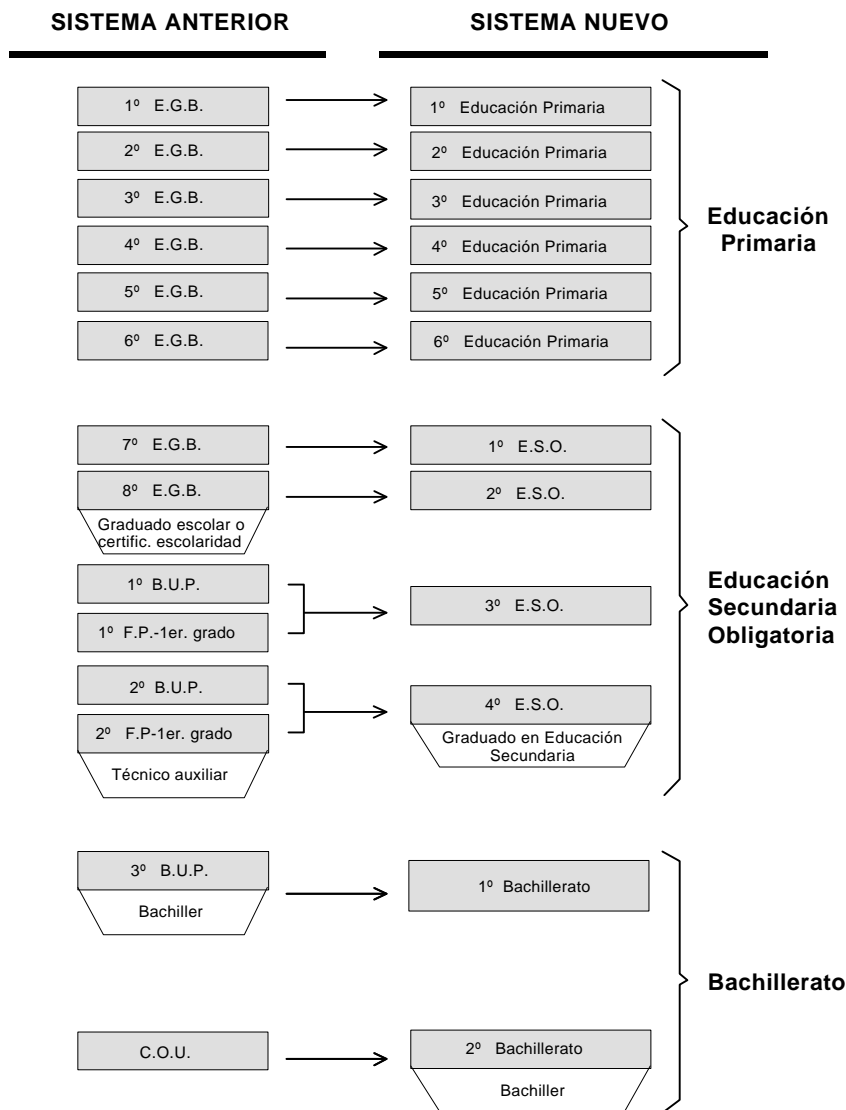 SISTEMA ANTERIOR
SISTEMA NUEVO
1º E.G.B.
1º Educación Primaria
2º E.G.B.
2º Educación Primaria
3º E.G.B.
3º Educación Primaria
4º E.G.B.
4º Educación Primaria
5º E.G.B.
5º Educación Primaria
6º E.G.B.
6º Educación Primaria
Educación
Primaria
7º E.G.B.
1º E.S.O.
8º E.G.B.
2º E.S.O.
Graduado escolar o
certific. escolaridad
1º B.U.P.
1º F.P.-1er. grado
3º E.S.O.
2º B.U.P.
2º F.P-1er. grado
Técnico auxiliar
4º E.S.O.
Graduado en Educación
Secundaria
Educación
Secundaria
Obligatoria
3º B.U.P.
Bachiller
1º Bachillerato
C.O.U.
2º Bachillerato
Bachiller
Bachillerato